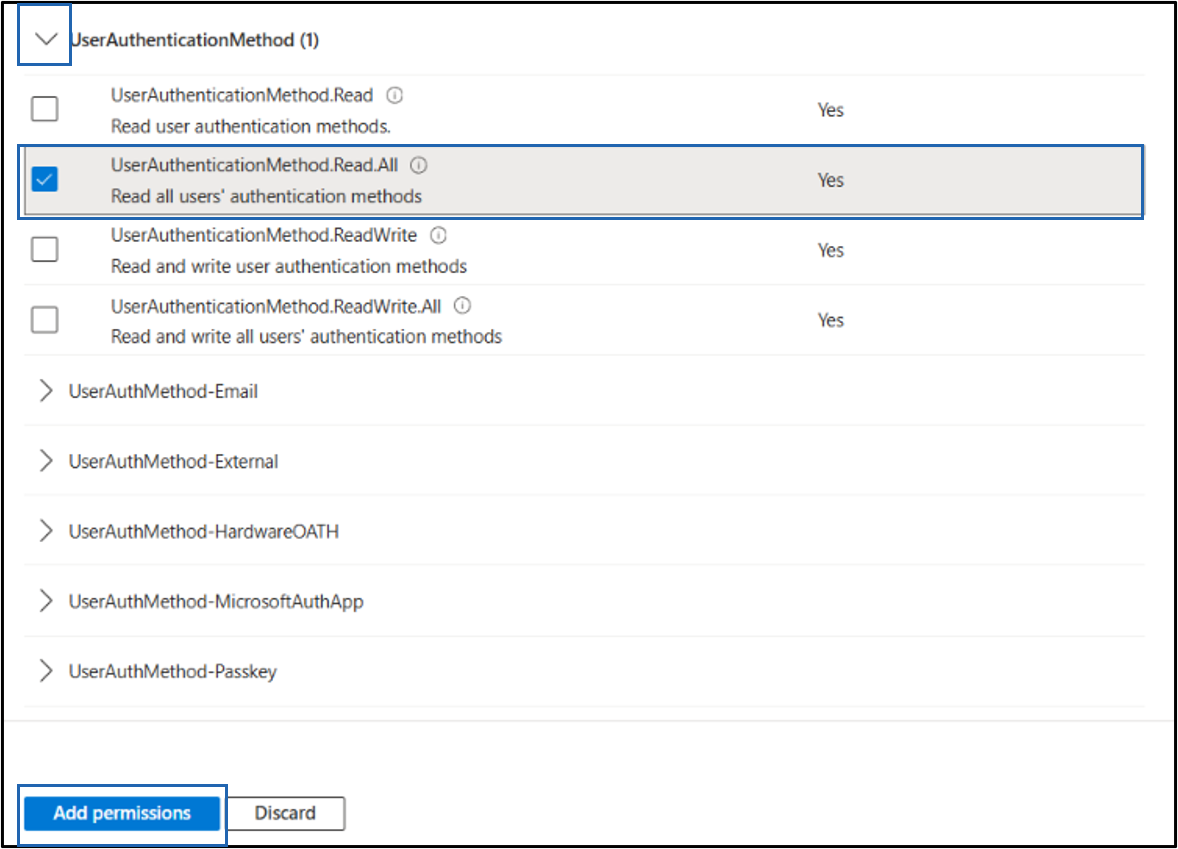 UserAuthenticationMethod (1)
UserAuthenticationMethod.Read
Read user authentication methods.
Yes
UserAuthenticationMethod.Read.All
Read all users' authentication methods
Yes
UserAuthenticationMethod.ReadWrite
Read and write user authentication methods
Yes
UserAuthenticationMethod.ReadWrite.All
Read and write all users' authentication methods
Yes
UserAuthMethod-Email
UserAuthMethod-External
UserAuthMethod-HardwareOATH
UserAuthMethod-MicrosoftAuthApp
UserAuthMethod-Passkey
Add permissions
Discard